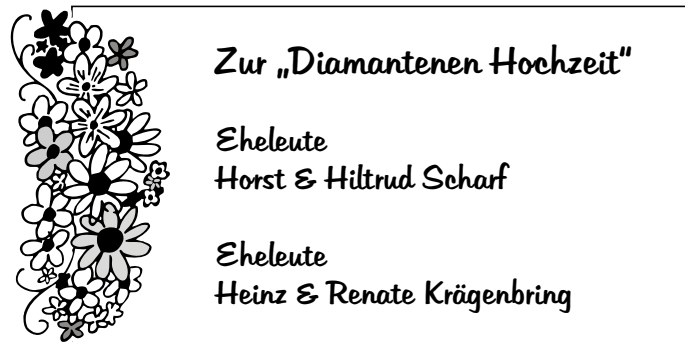 Zur „Diamantenen Hochzeit“
Eheleute
Horst & Hiltrud Scharf
Eheleute
Heinz & Renate Krägenbring